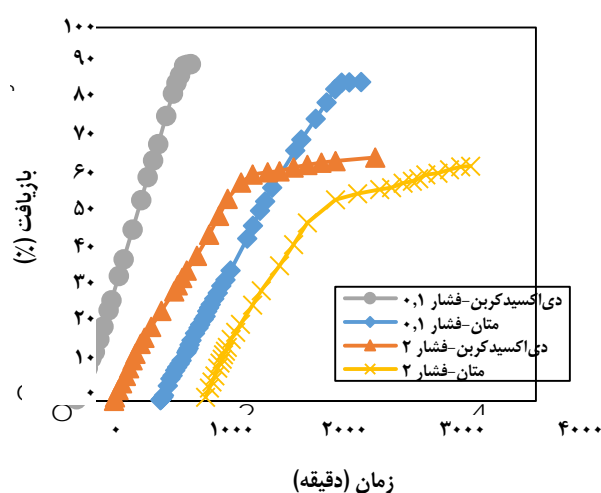 ۱۰۰
۹۰
۸۰
۷۰
۶۰
۵۰
۴۰
۳۰
۲۰
۱۰
۰
بازیافت (%)
دی‌اکسیدکربن-فشار ۰,۱
متان-فشار ۰,۱
دی‌اکسیدکربن-فشار ۲
متان-فشار ۲
۰ ۱۰۰۰ ۲۰۰۰ ۳۰۰۰ ۴۰۰۰
زمان (دقیقه)